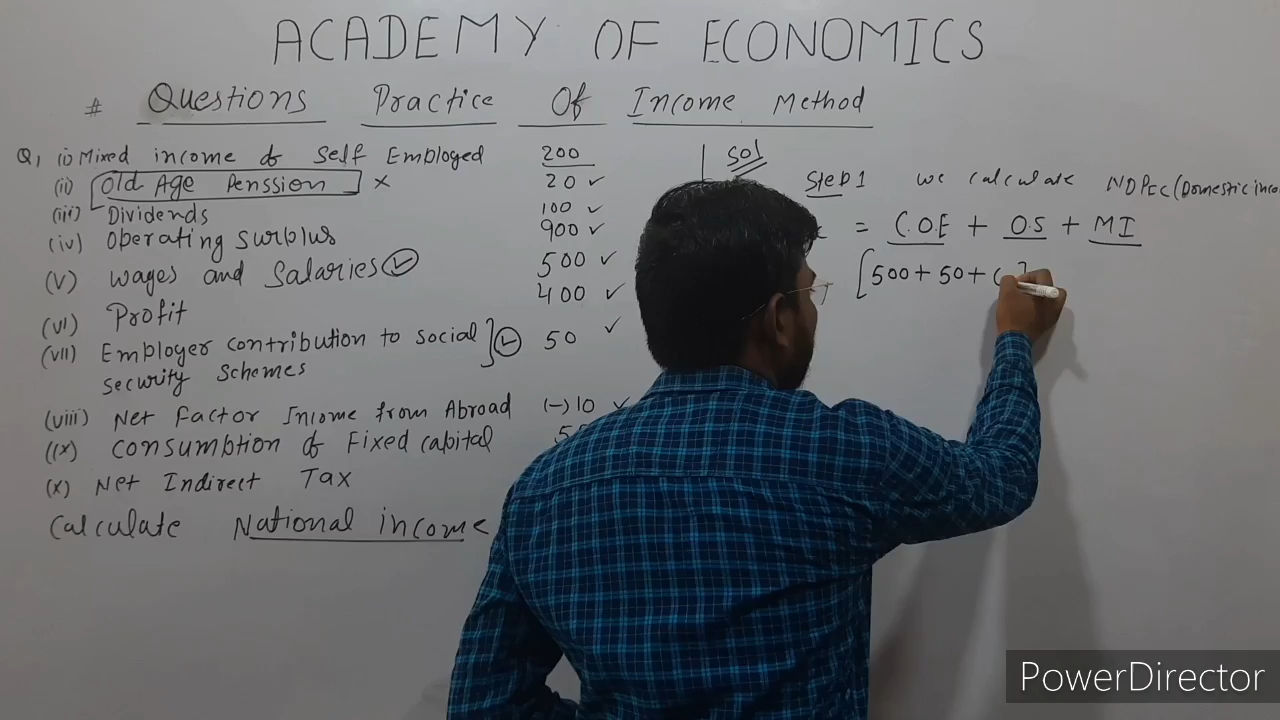 ACADEMY OF ECONOMICS
# Questions Practice Of Income Method
Q1 (i) Mixed income of Self Employed 200
(ii) Old Age Penssion × 20 ✓
(iii) Dividends 100 ✓
(iv) Operating surplus 900 ✓
(v) Wages and Salaries ✓ 500 ✓
(vi) Profit 400 ✓
(vii) Employer contribution to social ✓ 50 ✓
security schemes
(viii) Net Factor Income from Abroad (-) 10 ✓
(ix) Consumption of Fixed capital
(x) Net Indirect Tax
Calculate National income
Sol
Step 1 we calculate NDPFC (Domestic inco
= C.O.E + O.S + MI
[500 + 50 +
PowerDirector